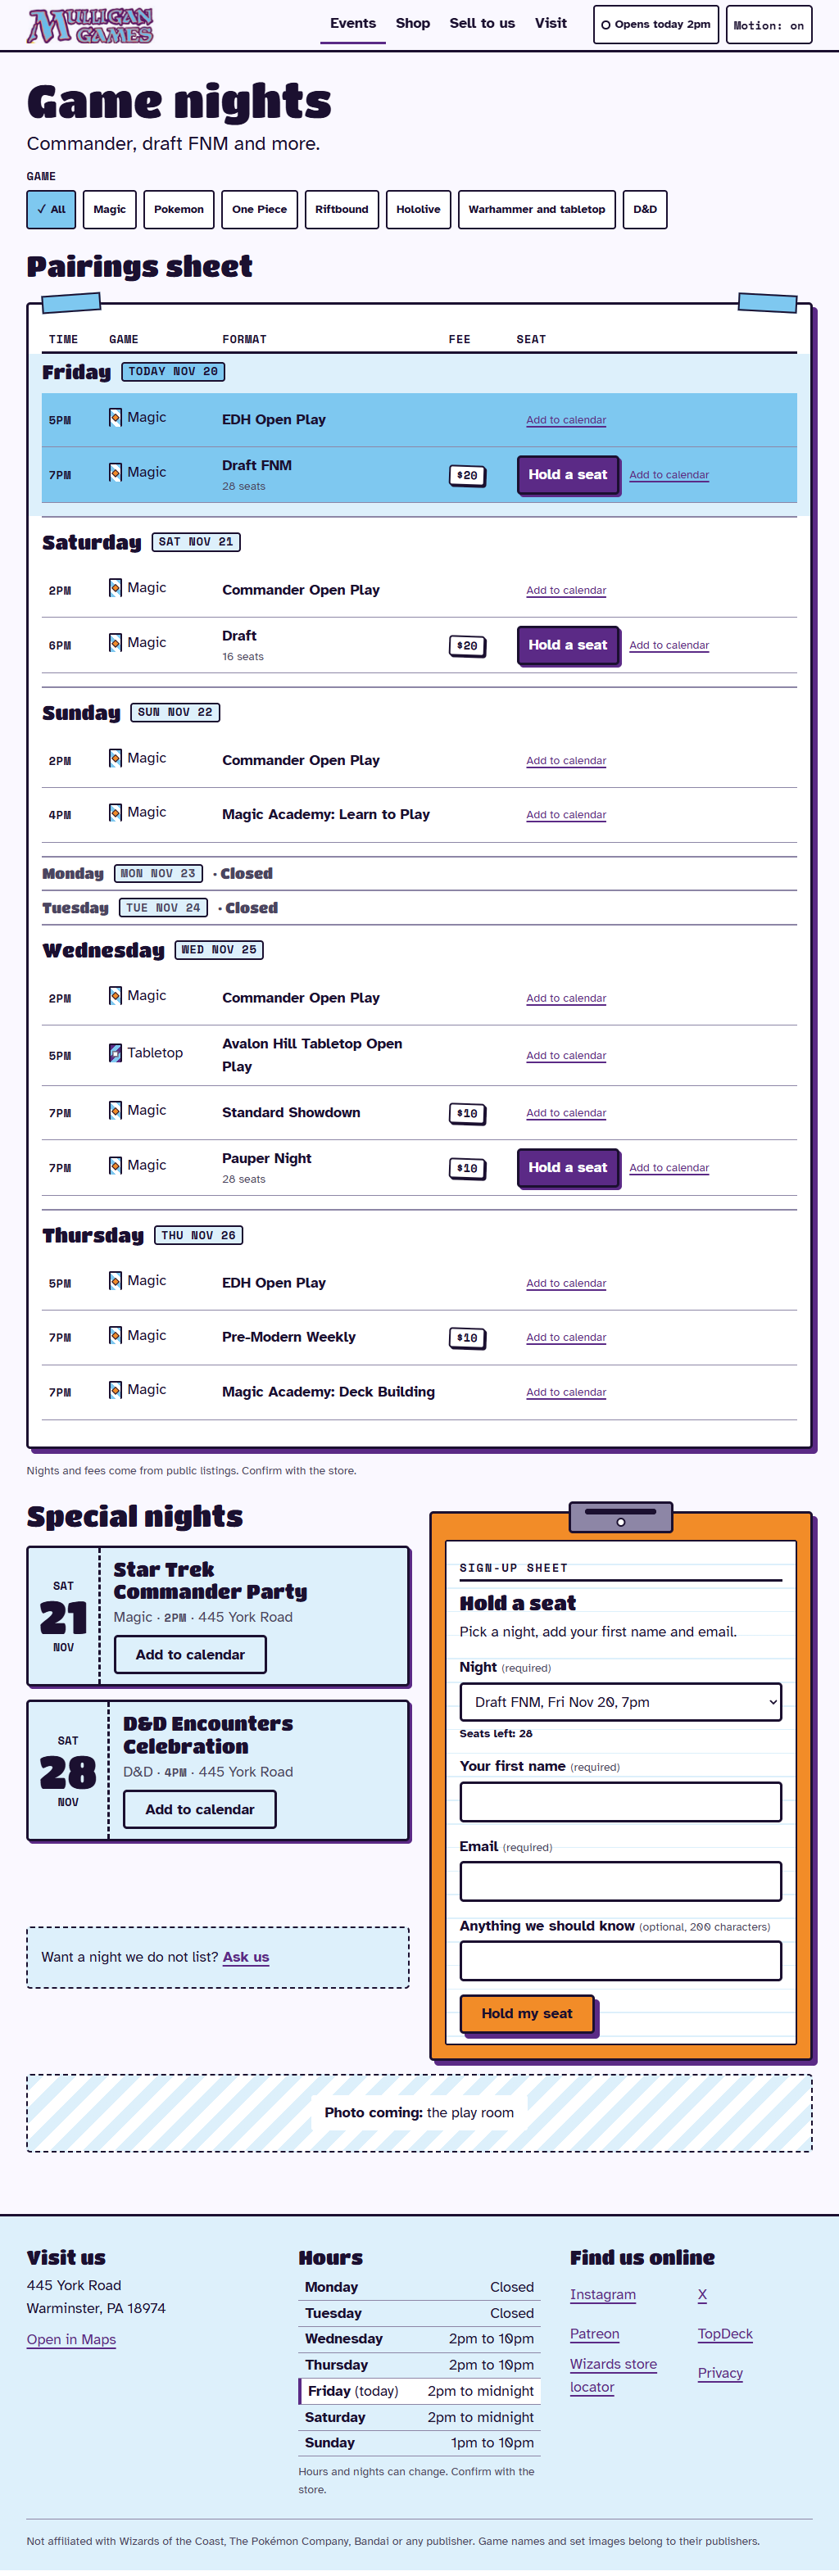 MULLIGAN
GAMES
Events Shop Sell to us Visit Opens today 2pm Motion: on
Game nights
Commander, draft FNM and more.
GAME
✓ All Magic Pokemon One Piece Riftbound Hololive Warhammer and tabletop D&D
Pairings sheet
TIME GAME FORMAT FEE SEAT
Friday TODAY NOV 20
5PM Magic EDH Open Play Add to calendar
7PM Magic Draft FNM $20 Hold a seat Add to calendar
28 seats
Saturday SAT NOV 21
2PM Magic Commander Open Play Add to calendar
6PM Magic Draft $20 Hold a seat Add to calendar
16 seats
Sunday SUN NOV 22
2PM Magic Commander Open Play Add to calendar
4PM Magic Magic Academy: Learn to Play Add to calendar
Monday MON NOV 23 · Closed
Tuesday TUE NOV 24 · Closed
Wednesday WED NOV 25
2PM Magic Commander Open Play Add to calendar
5PM Tabletop Avalon Hill Tabletop Open Add to calendar
Play
7PM Magic Standard Showdown $10 Add to calendar
7PM Magic Pauper Night $10 Hold a seat Add to calendar
28 seats
Thursday THU NOV 26
5PM Magic EDH Open Play Add to calendar
7PM Magic Pre-Modern Weekly $10 Add to calendar
7PM Magic Magic Academy: Deck Building Add to calendar
Nights and fees come from public listings. Confirm with the store.
Special nights
SAT
21
NOV
Star Trek
Commander Party
Magic · 2PM · 445 York Road
Add to calendar
SAT
28
NOV
D&D Encounters
Celebration
D&D · 4PM · 445 York Road
Add to calendar
Want a night we do not list? Ask us
SIGN-UP SHEET
Hold a seat
Pick a night, add your first name and email.
Night (required)
Draft FNM, Fri Nov 20, 7pm
Seats left: 28
Your first name (required)
Email (required)
Anything we should know (optional, 200 characters)
Hold my seat
Photo coming: the play room
Visit us
445 York Road
Warminster, PA 18974
Open in Maps
Hours
Monday Closed
Tuesday Closed
Wednesday 2pm to 10pm
Thursday 2pm to 10pm
Friday (today) 2pm to midnight
Saturday 2pm to midnight
Sunday 1pm to 10pm
Hours and nights can change. Confirm with the
store.
Find us online
Instagram X
Patreon TopDeck
Wizards store
locator
Privacy
Not affiliated with Wizards of the Coast, The Pokémon Company, Bandai or any publisher. Game names and set images belong to their publishers.